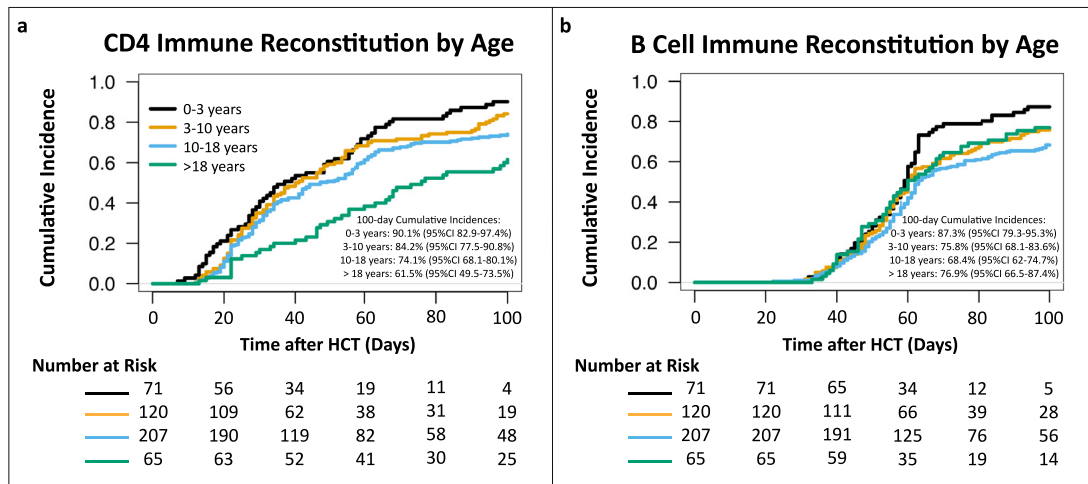 a
CD4 Immune Reconstitution by Age
Cumulative Incidence
1.0
0.8
0.6
0.4
0.2
0.0
0-3 years
3-10 years
10-18 years
>18 years
100-day Cumulative Incidences:
0-3 years: 90.1% (95%CI 82.9-97.4%)
3-10 years: 84.2% (95%CI 77.5-90.8%)
10-18 years: 74.1% (95%CI 68.1-80.1%)
> 18 years: 61.5% (95%CI 49.5-73.5%)
0 20 40 60 80 100
Time after HCT (Days)
Number at Risk
71 56 34 19 11 4
120 109 62 38 31 19
207 190 119 82 58 48
65 63 52 41 30 25
b
B Cell Immune Reconstitution by Age
Cumulative Incidence
1.0
0.8
0.6
0.4
0.2
0.0
100-day Cumulative Incidences:
0-3 years: 87.3% (95%CI 79.3-95.3%)
3-10 years: 75.8% (95%CI 68.1-83.6%)
10-18 years: 68.4% (95%CI 62-74.7%)
> 18 years: 76.9% (95%CI 66.5-87.4%)
0 20 40 60 80 100
Time after HCT (Days)
Number at Risk
71 71 65 34 12 5
120 120 111 66 39 28
207 207 191 125 76 56
65 65 59 35 19 14